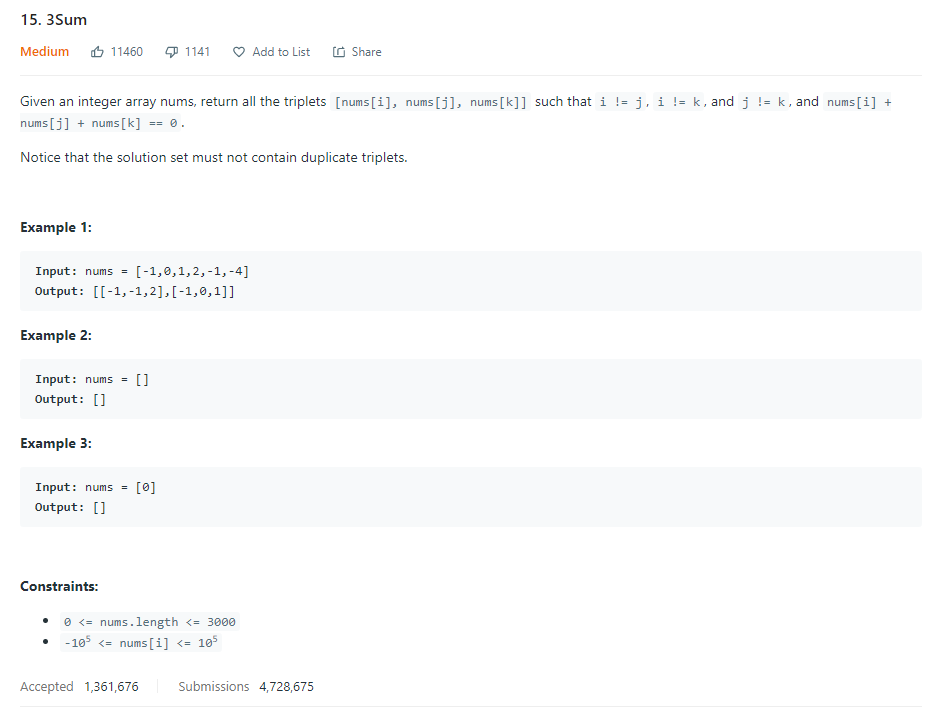 15. 3Sum
Medium 11460 1141 Add to List Share
Given an integer array nums, return all the triplets [nums[i], nums[j], nums[k]] such that i != j, i != k, and j != k, and nums[i] +
nums[j] + nums[k] == 0.
Notice that the solution set must not contain duplicate triplets.
Example 1:
Input: nums = [-1,0,1,2,-1,-4]
Output: [[-1,-1,2],[-1,0,1]]
Example 2:
Input: nums = []
Output: []
Example 3:
Input: nums = [0]
Output: []
Constraints:
• 0 <= nums.length <= 3000
• -10⁵ <= nums[i] <= 10⁵
Accepted 1,361,676 Submissions 4,728,675